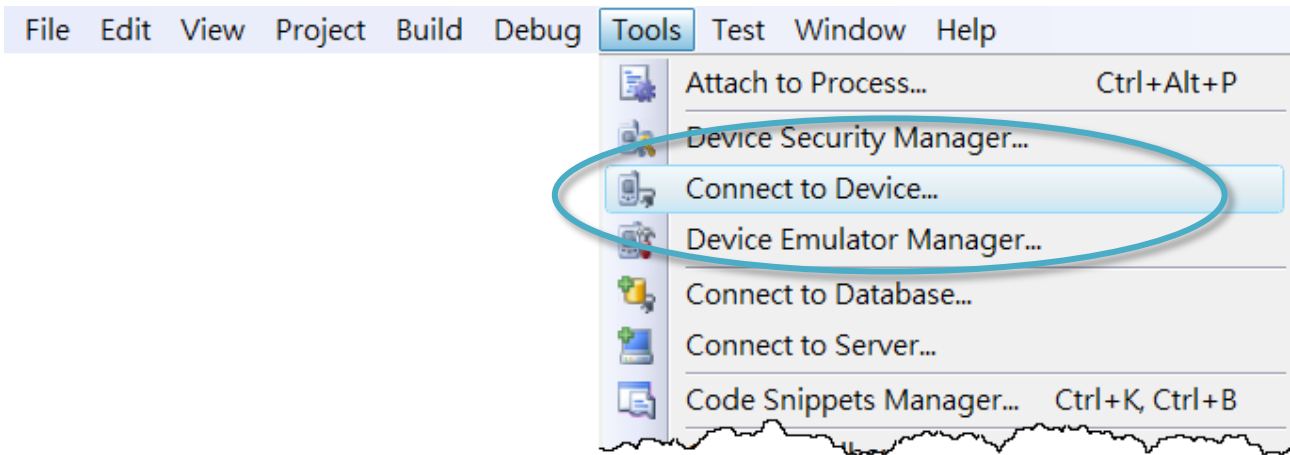 File Edit View Project Build Debug Tools Test Window Help
Attach to Process... Ctrl+Alt+P
Device Security Manager...
Connect to Device...
Device Emulator Manager...
Connect to Database...
Connect to Server...
Code Snippets Manager... Ctrl+K, Ctrl+B